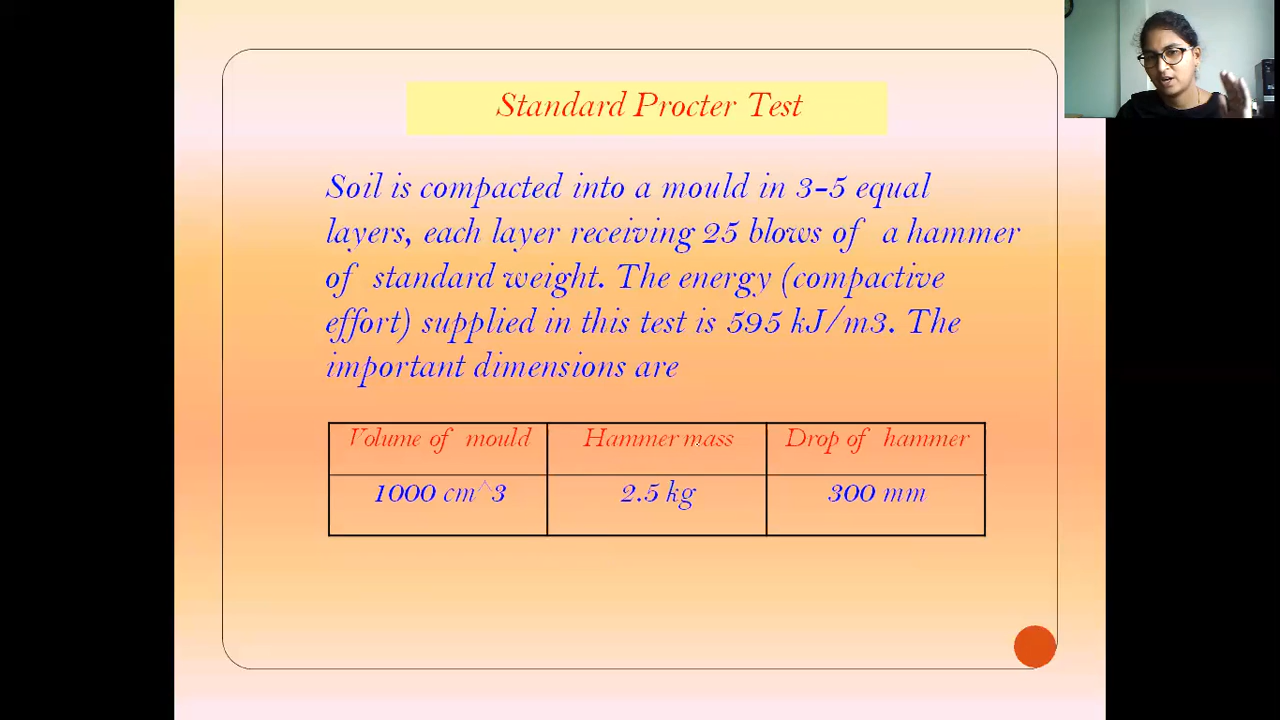 Standard Procter Test
Soil is compacted into a mould in 3-5 equal
layers, each layer receiving 25 blows of a hammer
of standard weight. The energy (compactive
effort) supplied in this test is 595 kJ/m3. The
important dimensions are
Volume of mould Hammer mass Drop of hammer
1000 cm^3 2.5 kg 300 mm